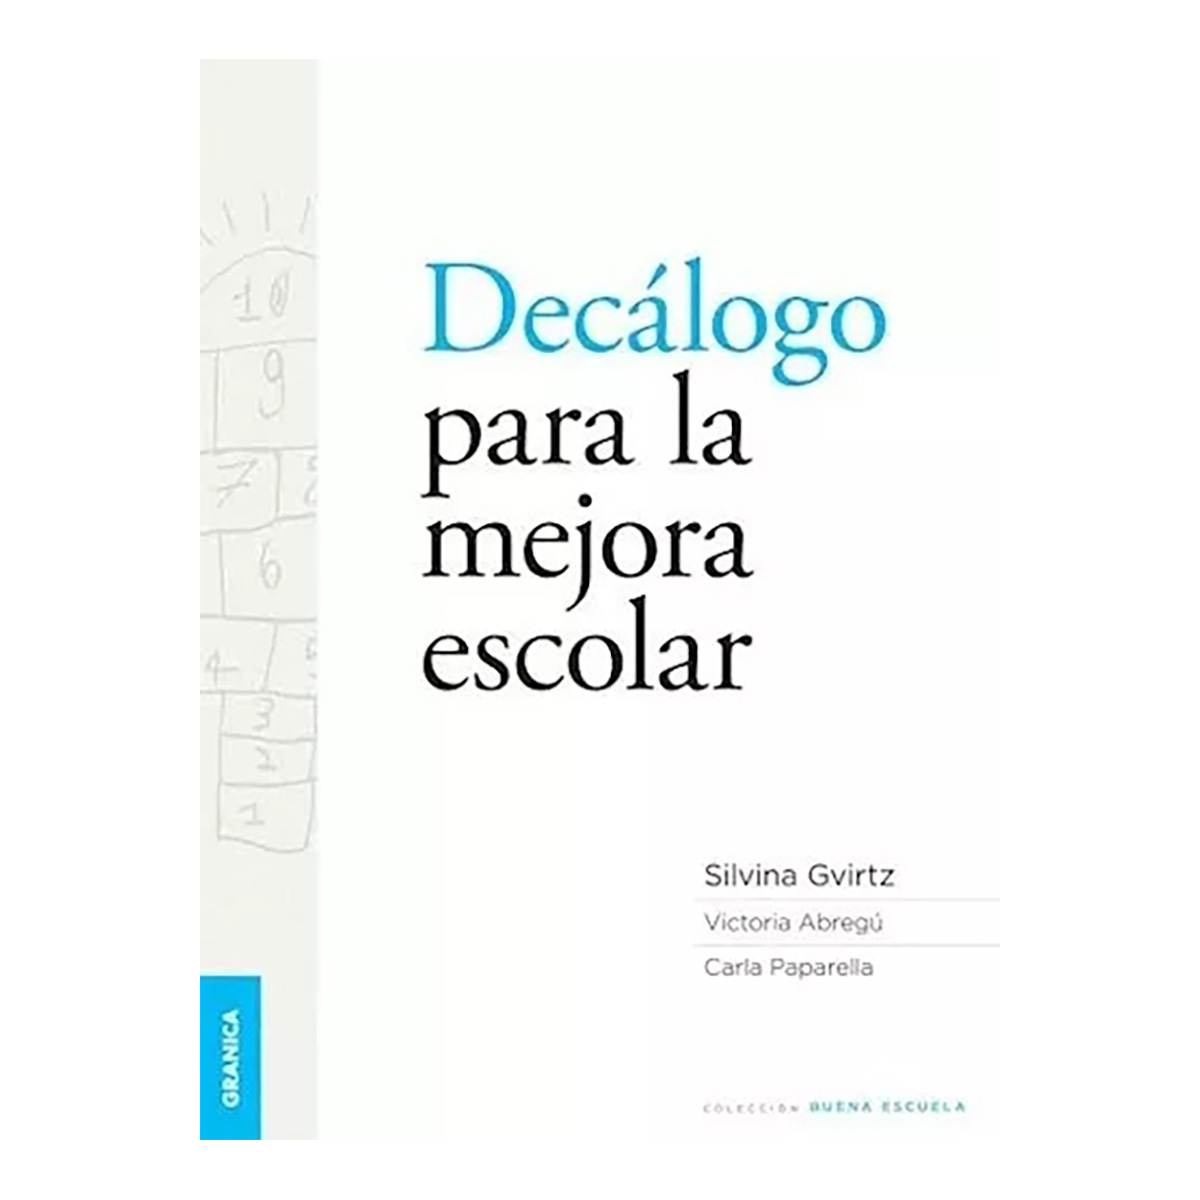 Decálogo
para la
mejora
escolar
10
9
7
6
4
3
2
1
Silvina Gvirtz
Victoria Abregú
Carla Paparella
GRANICA
COLECCIÓN BUENA ESCUELA